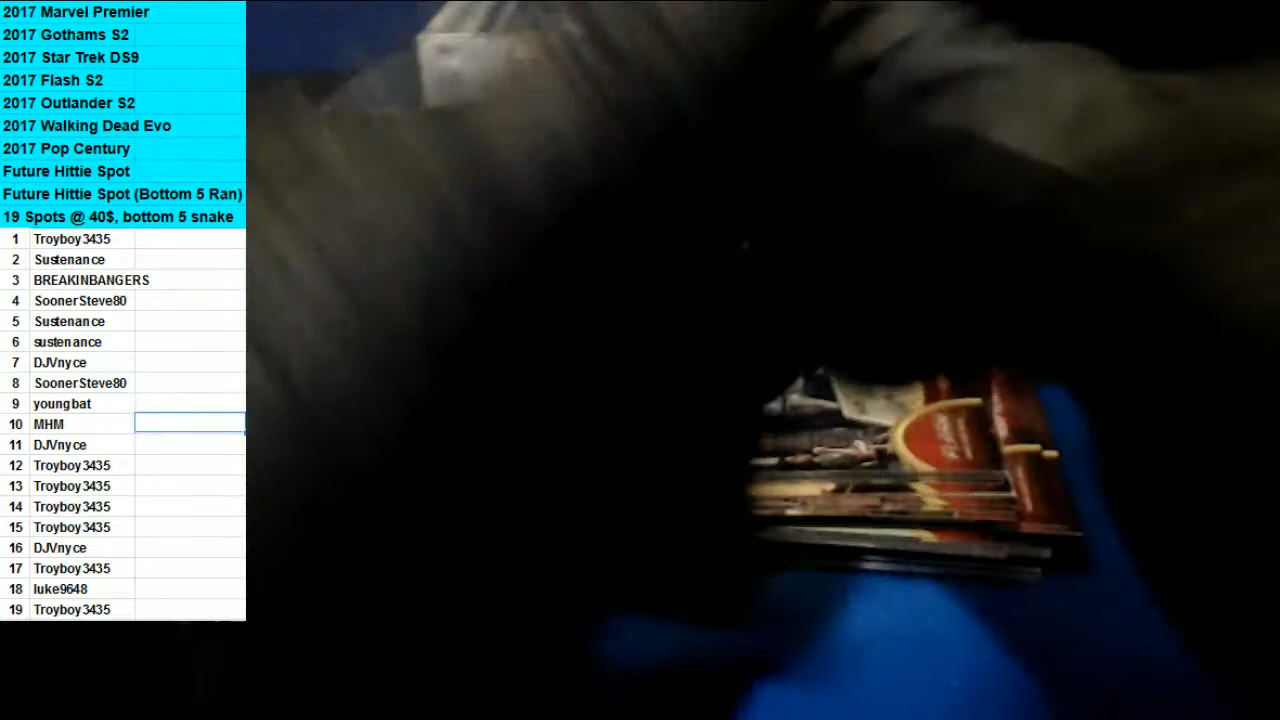 2017 Marvel Premier
2017 Gothams S2
2017 Star Trek DS9
2017 Flash S2
2017 Outlander S2
2017 Walking Dead Evo
2017 Pop Century
Future Hittie Spot
Future Hittie Spot (Bottom 5 Ran)
19 Spots @ 40$, bottom 5 snake
1 Troyboy3435
2 Sustenance
3 BREAKINBANGERS
4 SoonerSteve80
5 Sustenance
6 sustenance
7 DJVnyce
8 SoonerSteve80
9 youngbat
10 MHM
11 DJVnyce
12 Troyboy3435
13 Troyboy3435
14 Troyboy3435
15 Troyboy3435
16 DJVnyce
17 Troyboy3435
18 luke9648
19 Troyboy3435